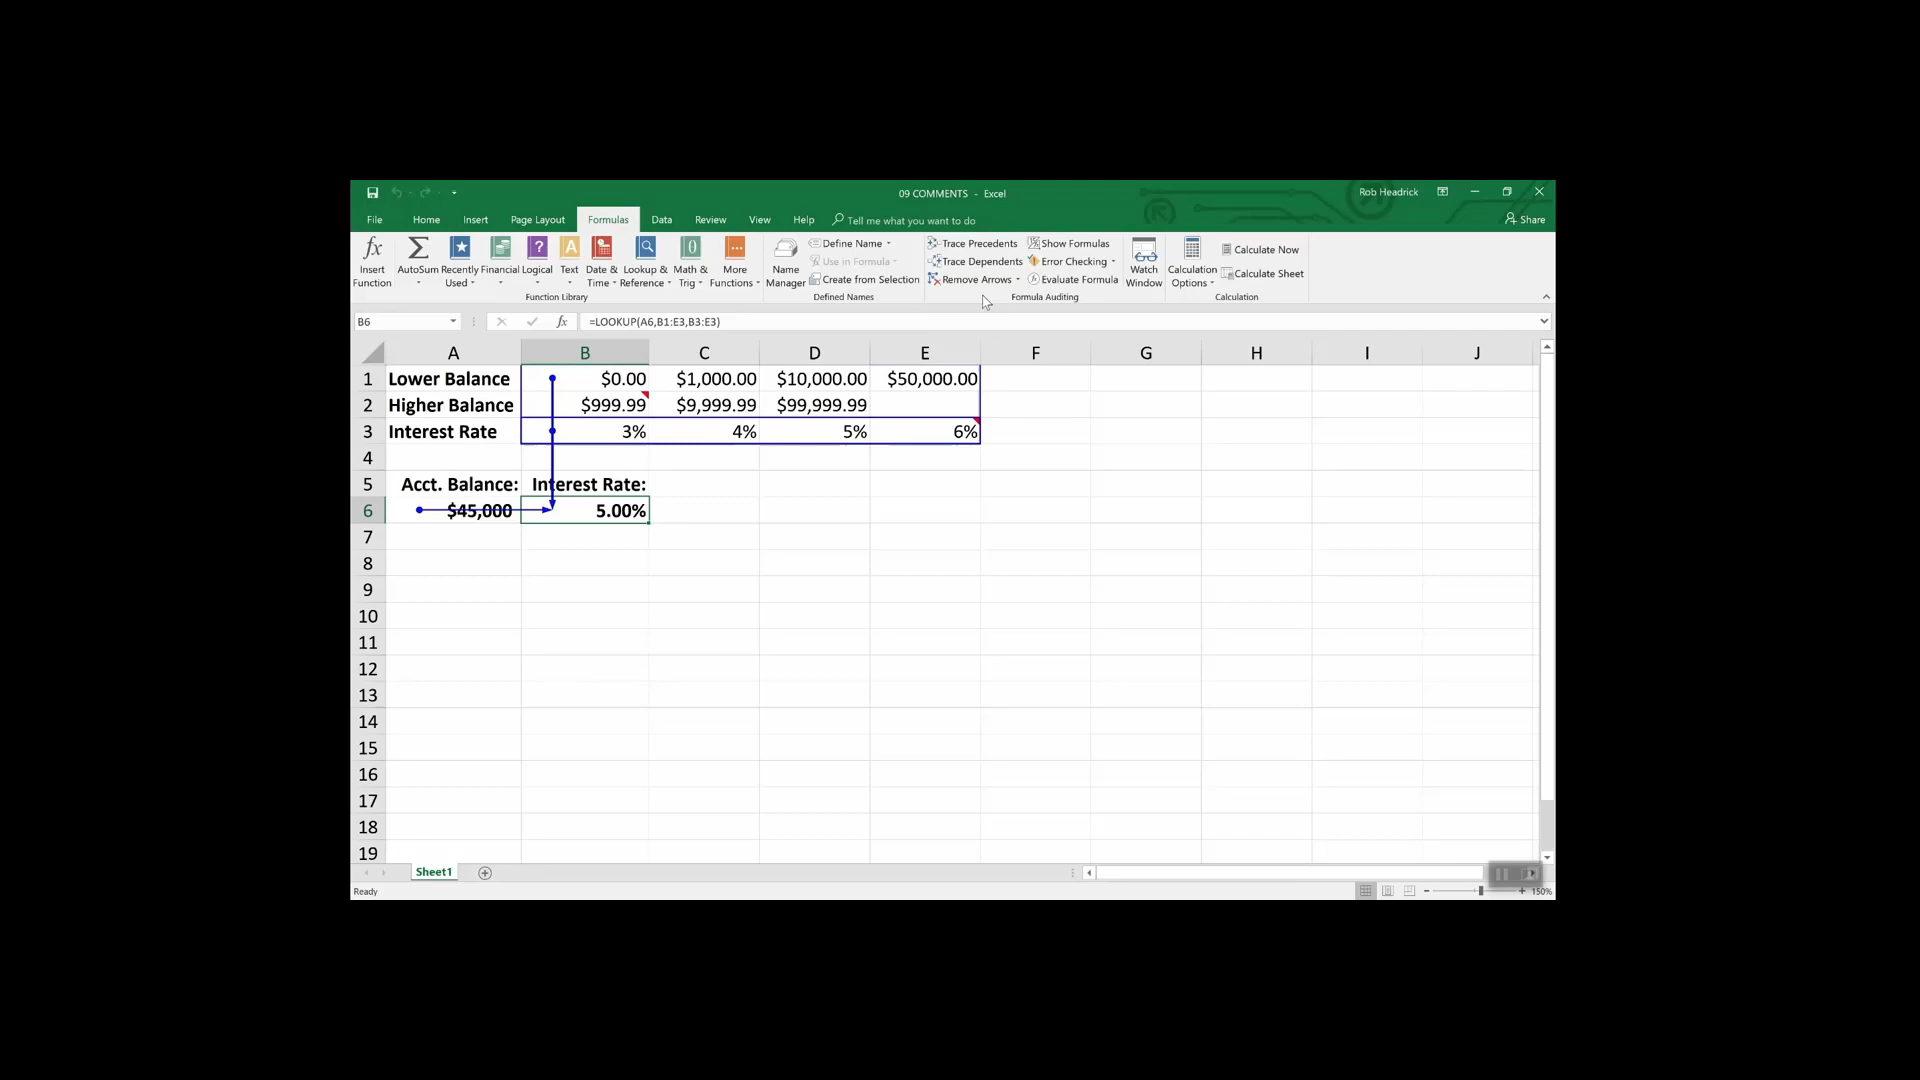 09 COMMENTS - Excel
Rob Headrick
File Home Insert Page Layout Formulas Data Review View Help Tell me what you want to do Share
Insert Function
AutoSum
Recently Used
Financial
Logical
Text
Date & Time
Lookup & Reference
Math & Trig
More Functions
Function Library
Name Manager
Define Name
Use in Formula
Create from Selection
Defined Names
Trace Precedents
Trace Dependents
Remove Arrows
Show Formulas
Error Checking
Evaluate Formula
Formula Auditing
Watch Window
Calculation Options
Calculate Now
Calculate Sheet
Calculation
B6 fx =LOOKUP(A6,B1:E3,B3:E3)
A B C D E F G H I J
1 Lower Balance $0.00 $1,000.00 $10,000.00 $50,000.00
2 Higher Balance $999.99 $9,999.99 $99,999.99
3 Interest Rate 3% 4% 5% 6%
4
5 Acct. Balance: Interest Rate:
6 $45,000 5.00%
7
8
9
10
11
12
13
14
15
16
17
18
19
Sheet1
Ready
150%